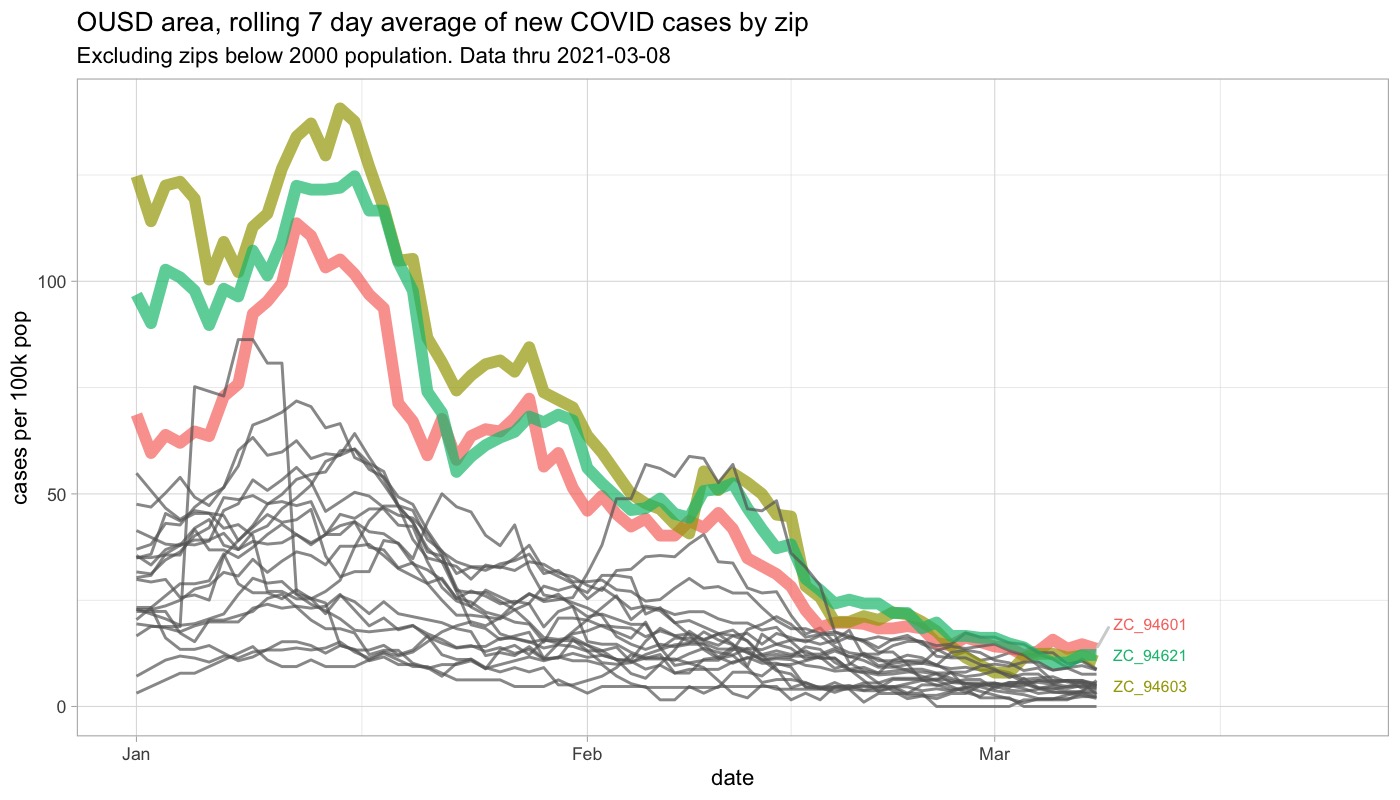 OUSD area, rolling 7 day average of new COVID cases by zip
Excluding zips below 2000 population. Data thru 2021-03-08
cases per 100k pop
100
50
0
ZC_94601
ZC_94621
ZC_94603
Jan
Feb
Mar
date